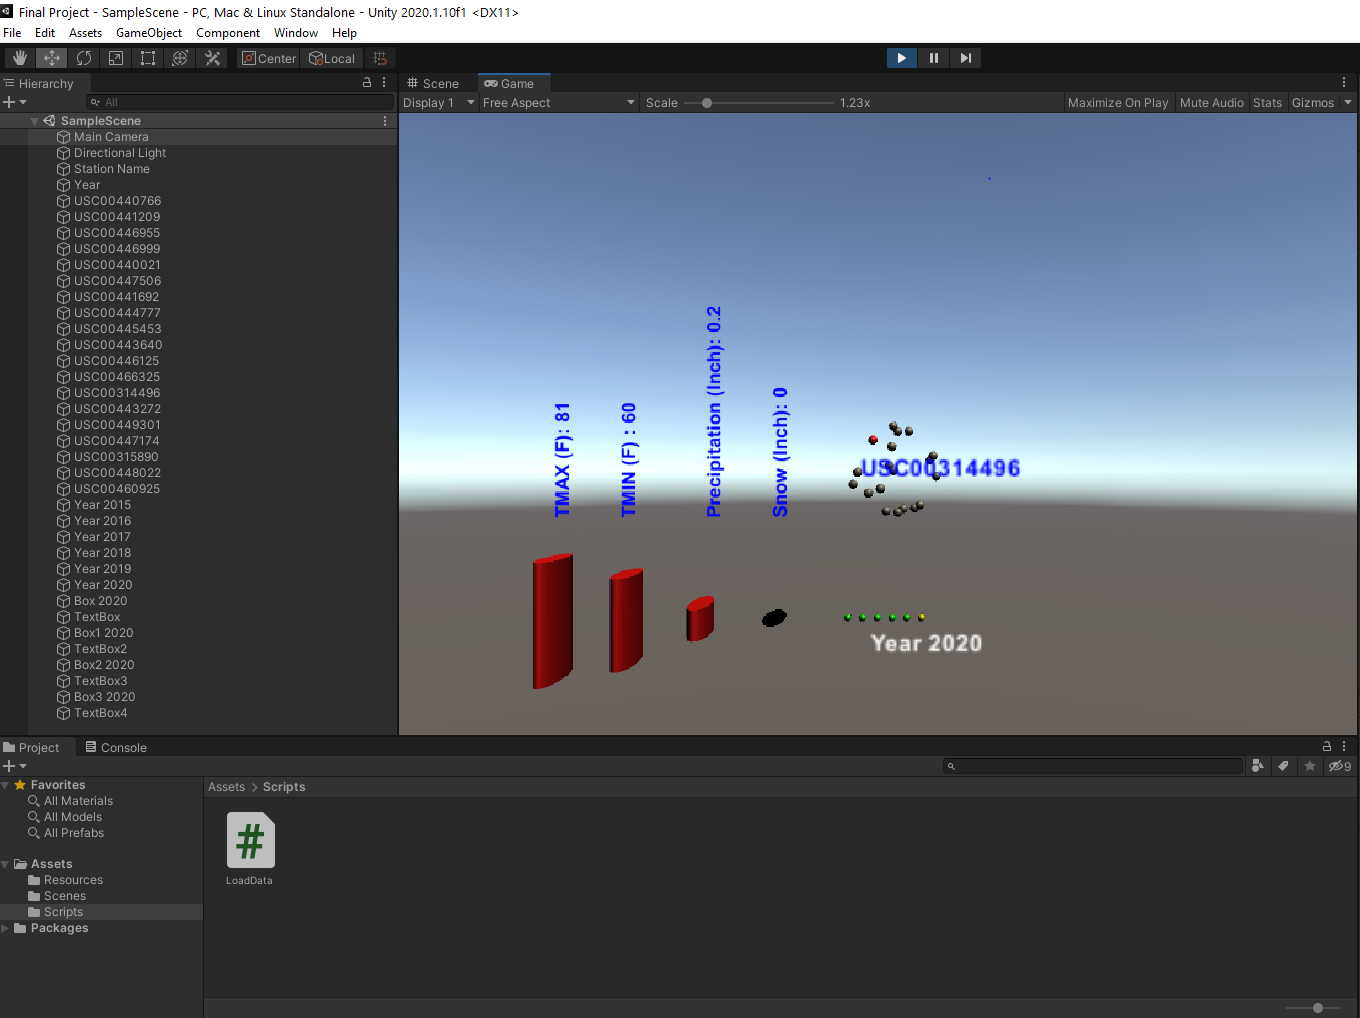 Final Project - SampleScene - PC, Mac & Linux Standalone - Unity 2020.1.10f1 <DX11>
File Edit Assets GameObject Component Window Help
Center Local
Hierarchy
All
SampleScene
Main Camera
Directional Light
Station Name
Year
USC00440766
USC00441209
USC00446955
USC00446999
USC00440021
USC00447506
USC00441692
USC00444777
USC00445453
USC00443640
USC00446125
USC00466325
USC00314496
USC00443272
USC00449301
USC00447174
USC00315890
USC00448022
USC00460925
Year 2015
Year 2016
Year 2017
Year 2018
Year 2019
Year 2020
Box 2020
TextBox
Box1 2020
TextBox2
Box2 2020
TextBox3
Box3 2020
TextBox4
Scene Game
Display 1 Free Aspect Scale 1.23x Maximize On Play Mute Audio Stats Gizmos
TMAX (F): 81
TMIN (F) : 60
Precipitation (Inch): 0.2
Snow (Inch): 0
USC00314496
Year 2020
Project Console
9
Favorites
All Materials
All Models
All Prefabs
Assets
Resources
Scenes
Scripts
Packages
Assets > Scripts
#
LoadData